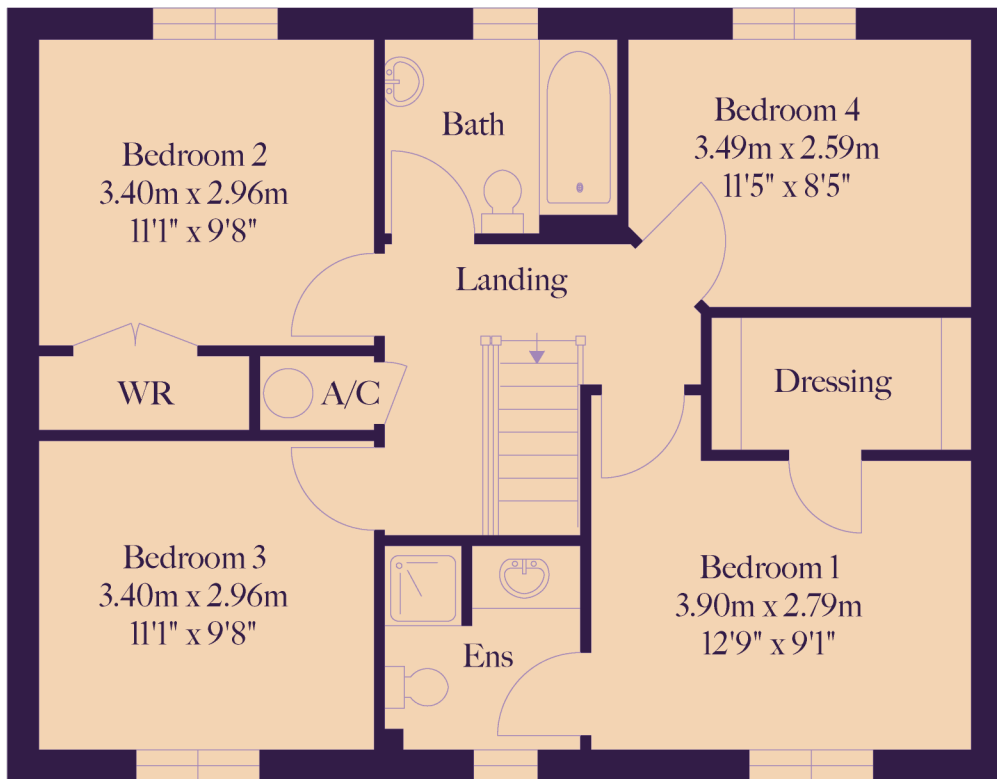 Bedroom 2
3.40m x 2.96m
11'1" x 9'8"
Bath
Bedroom 4
3.49m x 2.59m
11'5" x 8'5"
Landing
WR
A/C
Dressing
Bedroom 3
3.40m x 2.96m
11'1" x 9'8"
Ens
Bedroom 1
3.90m x 2.79m
12'9" x 9'1"